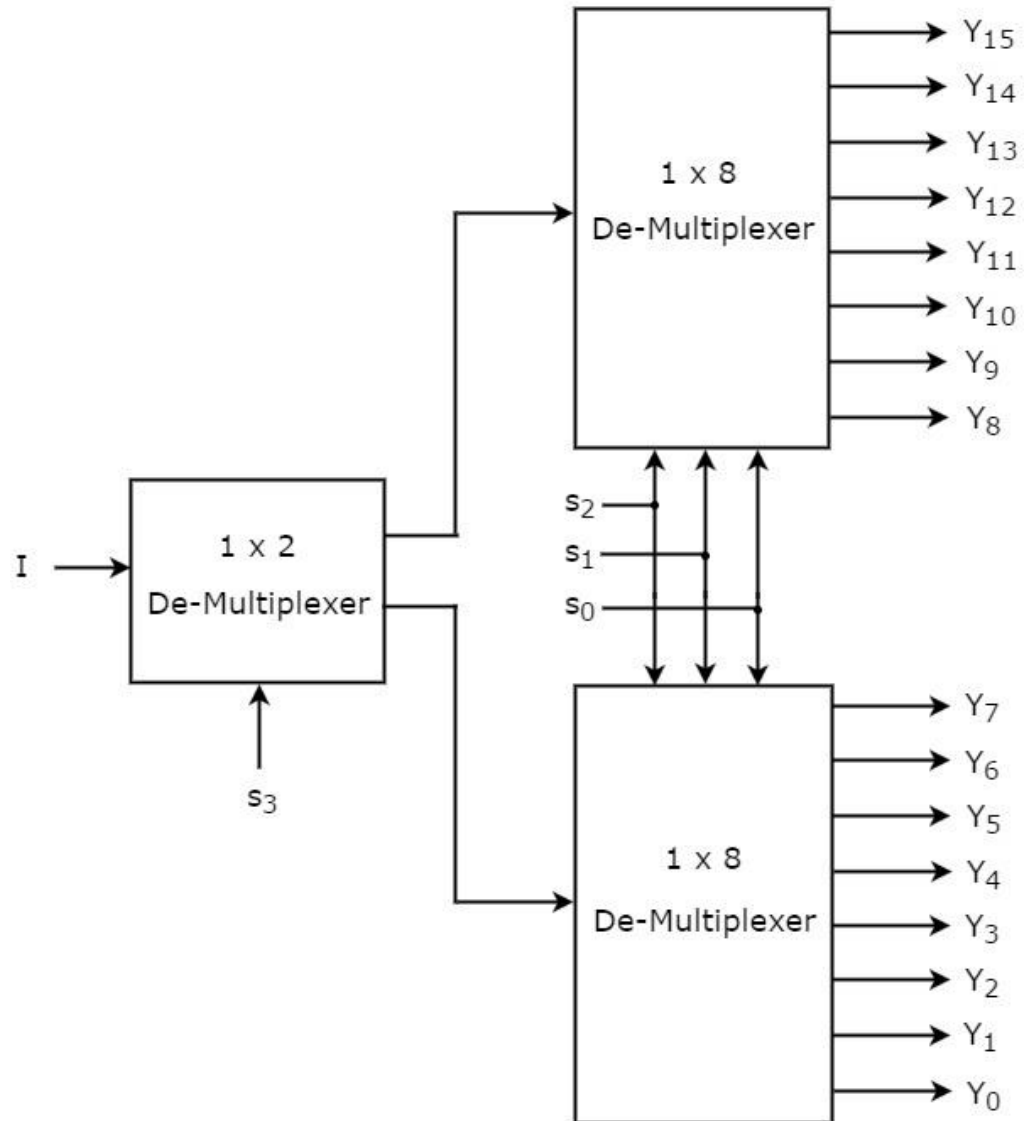 Y15
Y14
Y13
1 x 8
Y12
De-Multiplexer
Y11
Y10
Y9
Y8
s2
1 x 2
s1
I
De-Multiplexer
s0
Y7
s3
Y6
Y5
1 x 8
Y4
De-Multiplexer
Y3
Y2
Y1
Y0